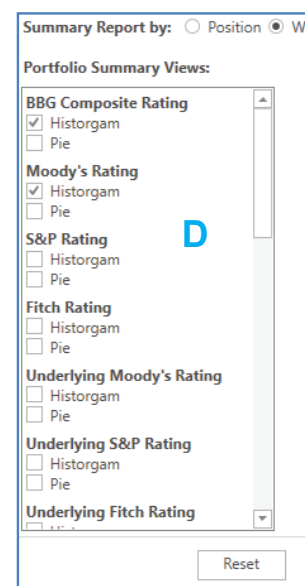 Summary Report by: Position W
Portfolio Summary Views:
BBG Composite Rating
Historgam
Pie
Moody's Rating
Historgam
Pie
D
S&P Rating
Historgam
Pie
Fitch Rating
Historgam
Pie
Underlying Moody's Rating
Historgam
Pie
Underlying S&P Rating
Historgam
Pie
Underlying Fitch Rating
Reset